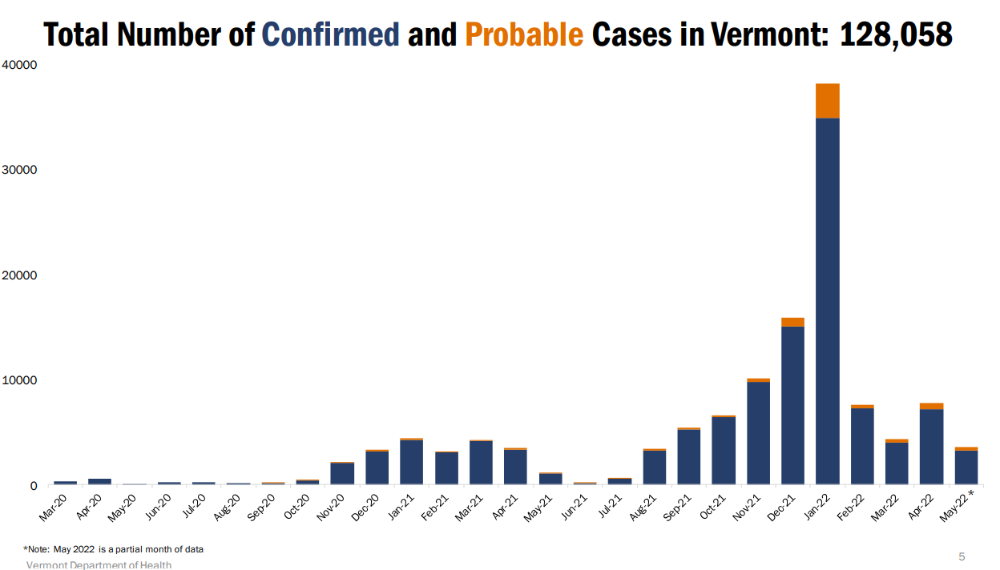 Total Number of Confirmed and Probable Cases in Vermont: 128,058
40000
30000
20000
10000
0
Mar-20 Apr-20 May-20 Jun-20 Jul-20 Aug-20 Sep-20 Oct-20 Nov-20 Dec-20 Jan-21 Feb-21 Mar-21 Apr-21 May-21 Jun-21 Jul-21 Aug-21 Sep-21 Oct-21 Nov-21 Dec-21 Jan-22 Feb-22 Mar-22 Apr-22 May-22 *
*Note: May 2022 is a partial month of data
Vermont Department of Health
5